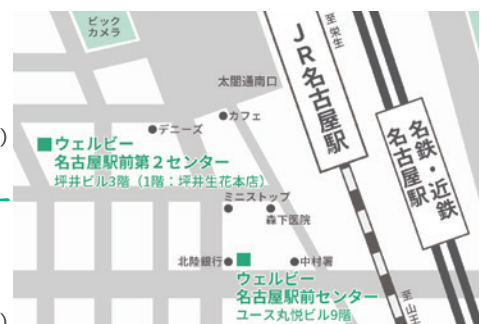 ビック
カメラ
至栄生
JR名古屋駅
太閤通南口
カフェ
デニーズ
名鉄・近鉄
名古屋駅
)
ウェルビー
名古屋駅前第2センター
坪井ビル3階(1階:坪井生花本店)
ミニストップ
森下医院
北陸銀行
中村署
ウェルビー
名古屋駅前センター
ユース丸悦ビル9階
至山王
)